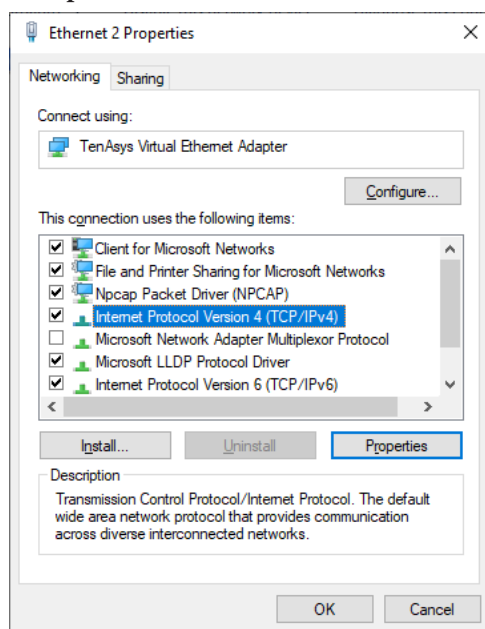 Ethernet 2 Properties
Networking Sharing
Connect using:
TenAsys Virtual Ethernet Adapter
Configure...
This connection uses the following items:
Client for Microsoft Networks
File and Printer Sharing for Microsoft Networks
Npcap Packet Driver (NPCAP)
Internet Protocol Version 4 (TCP/IPv4)
Microsoft Network Adapter Multiplexor Protocol
Microsoft LLDP Protocol Driver
Internet Protocol Version 6 (TCP/IPv6)
Install... Uninstall Properties
Description
Transmission Control Protocol/Internet Protocol. The default
wide area network protocol that provides communication
across diverse interconnected networks.
OK Cancel